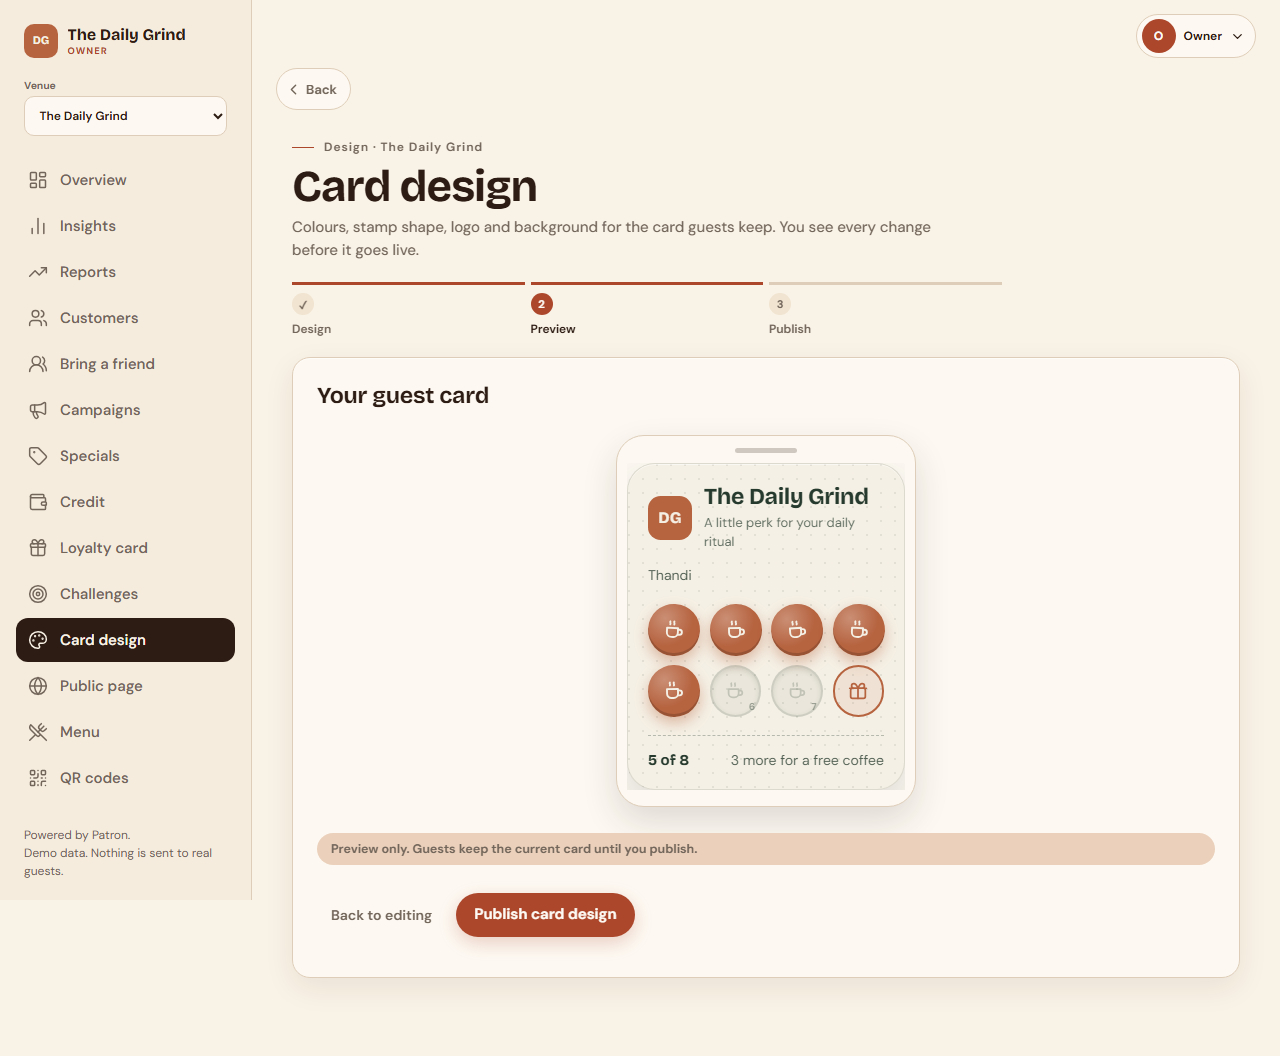 DG
The Daily Grind
OWNER
Venue
The Daily Grind
Overview
Insights
Reports
Customers
Bring a friend
Campaigns
Specials
Credit
Loyalty card
Challenges
Card design
Public page
Menu
QR codes
Powered by Patron.
Demo data. Nothing is sent to real
guests.
O
Owner
Back
Design · The Daily Grind
Card design
Colours, stamp shape, logo and background for the card guests keep. You see every change
before it goes live.
✓
Design
2
Preview
3
Publish
Your guest card
DG
The Daily Grind
A little perk for your daily
ritual
Thandi
6
7
5 of 8
3 more for a free coffee
Preview only. Guests keep the current card until you publish.
Back to editing
Publish card design